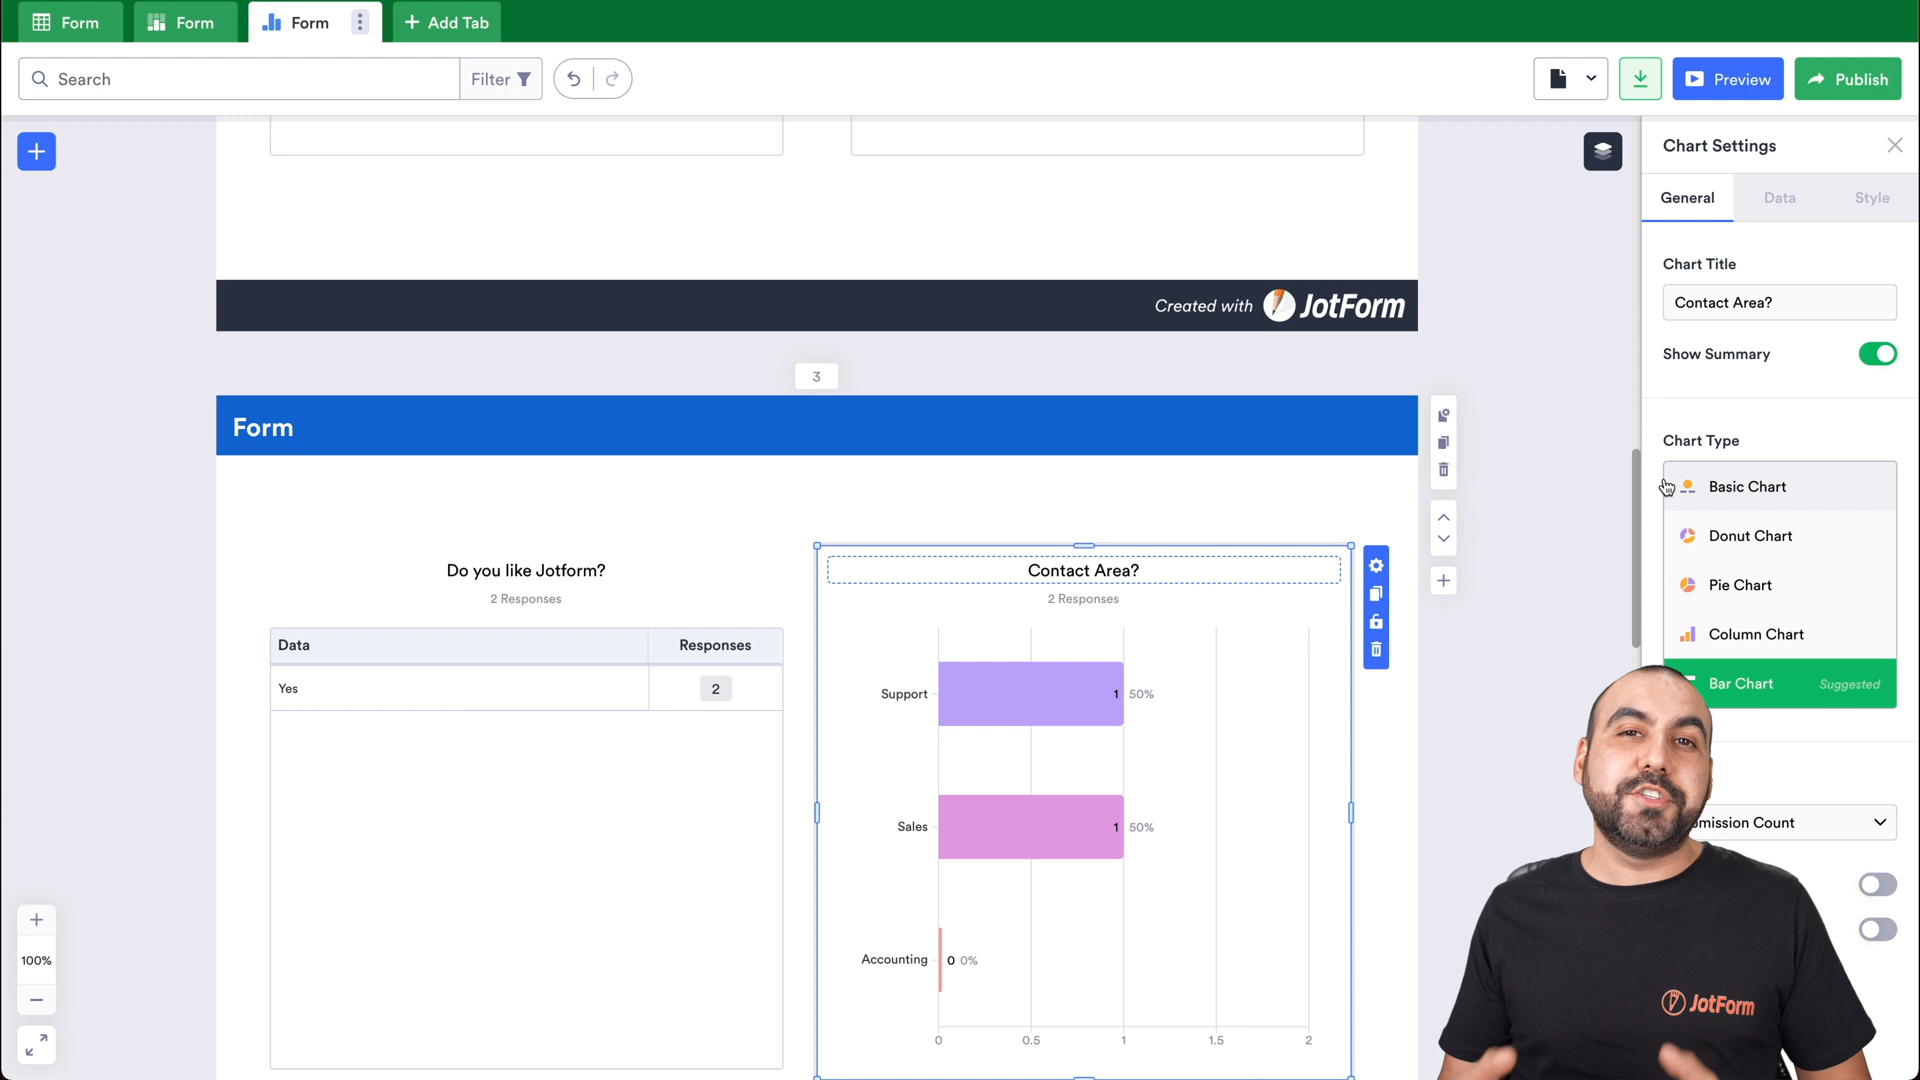 Form
Form
Form
Add Tab
Search
Filter
Preview
Publish
Created with JotForm
3
Form
Do you like Jotform?
2 Responses
Data
Responses
Yes
2
Contact Area?
2 Responses
Support
1 50%
Sales
1 50%
Accounting
0 0%
0 0.5 1 1.5 2
100%
Chart Settings
General
Data
Style
Chart Title
Contact Area?
Show Summary
Chart Type
Basic Chart
Donut Chart
Pie Chart
Column Chart
Bar Chart Suggested
mission Count
JotForm